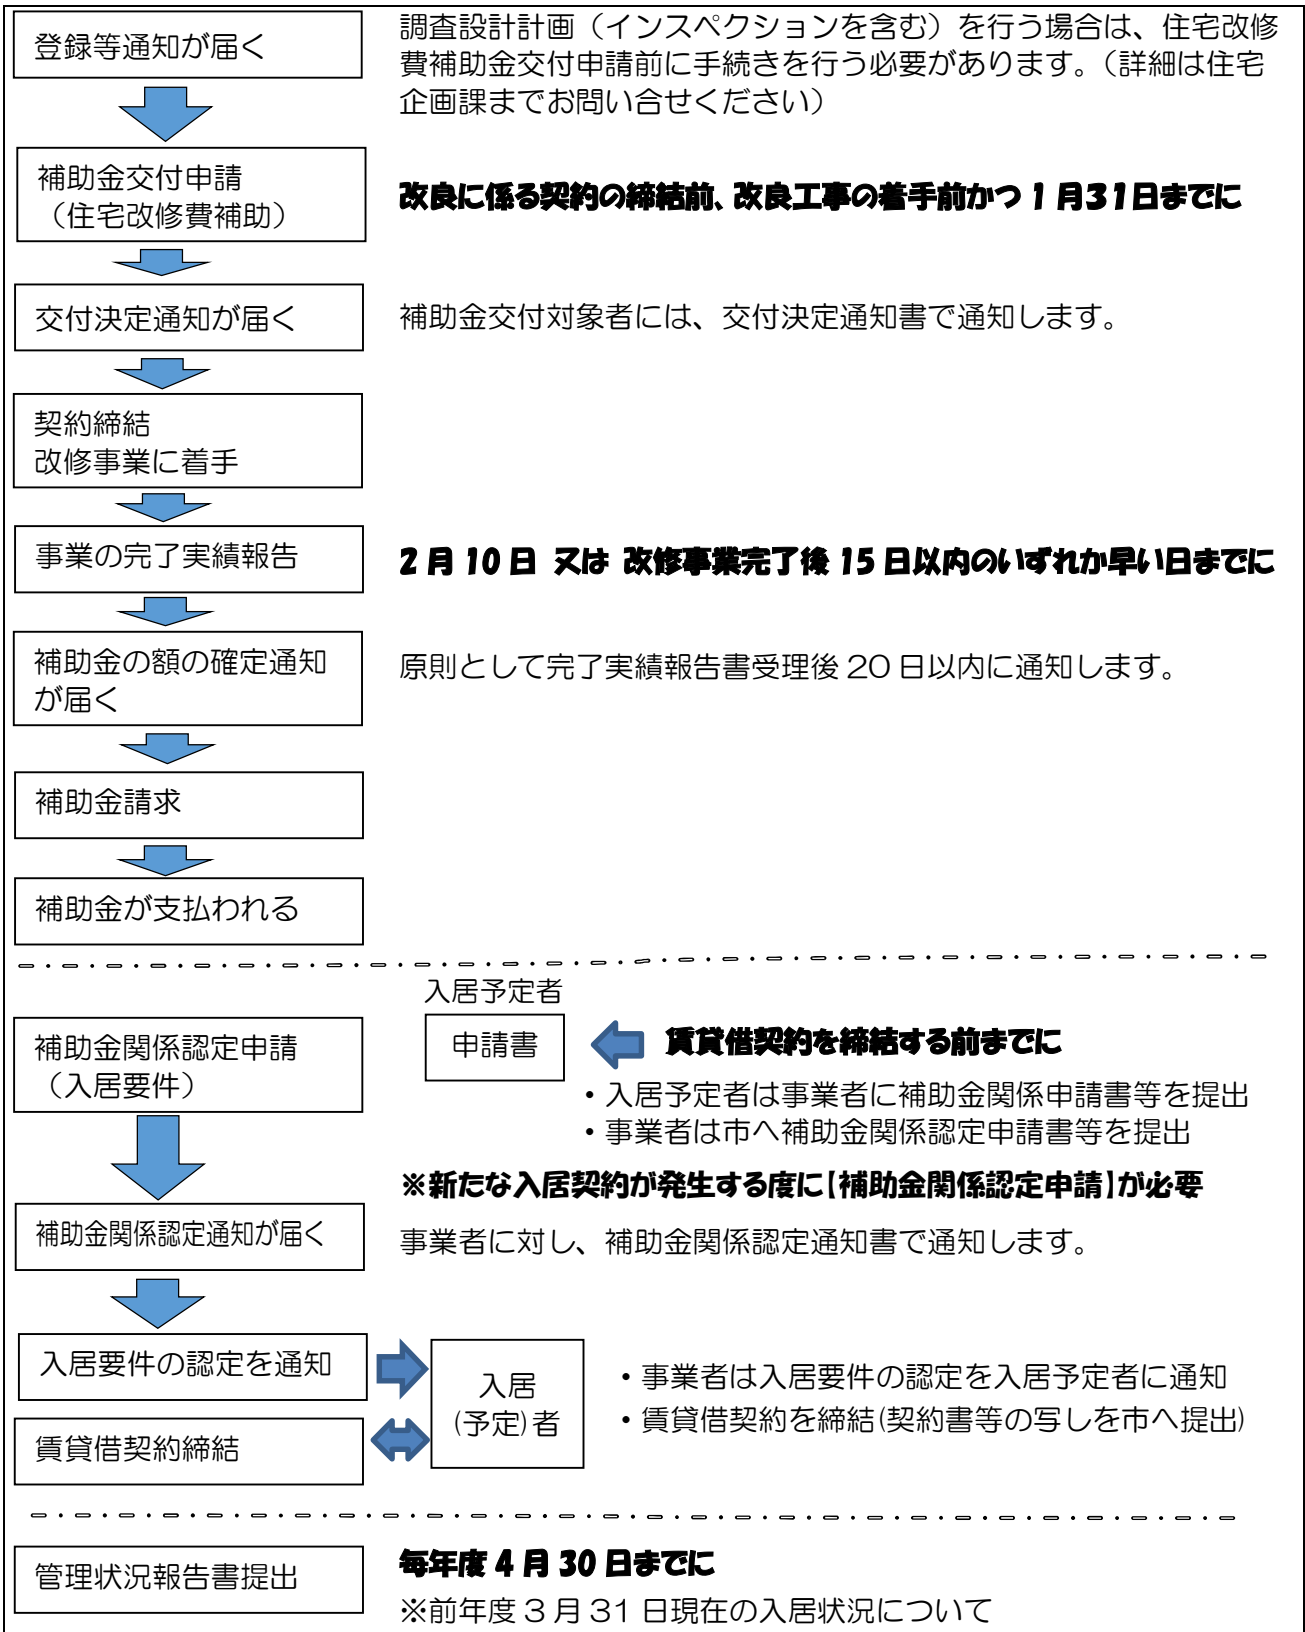 登録等通知が届く
調査設計計画（インスペクションを含む）を行う場合は、住宅改修
費補助金交付申請前に手続きを行う必要があります。（詳細は住宅
企画課までお問い合せください）
補助金交付申請
（住宅改修費補助）
改良に係る契約の締結前、改良工事の着手前かつ1月31日までに
交付決定通知が届く
補助金交付対象者には、交付決定通知書で通知します。
契約締結
改修事業に着手
事業の完了実績報告
2月10日 又は 改修事業完了後15日以内のいずれか早い日までに
補助金の額の確定通知
が届く
原則として完了実績報告書受理後20日以内に通知します。
補助金請求
補助金が支払われる
入居予定者
補助金関係認定申請
（入居要件）
申請書
賃貸借契約を締結する前までに
・入居予定者は事業者に補助金関係申請書等を提出
・事業者は市へ補助金関係認定申請書等を提出
※新たな入居契約が発生する度に【補助金関係認定申請】が必要
補助金関係認定通知が届く
事業者に対し、補助金関係認定通知書で通知します。
入居要件の認定を通知
入居
(予定)者
・事業者は入居要件の認定を入居予定者に通知
・賃貸借契約を締結(契約書等の写しを市へ提出)
賃貸借契約締結
管理状況報告書提出
毎年度4月30日までに
※前年度3月31日現在の入居状況について